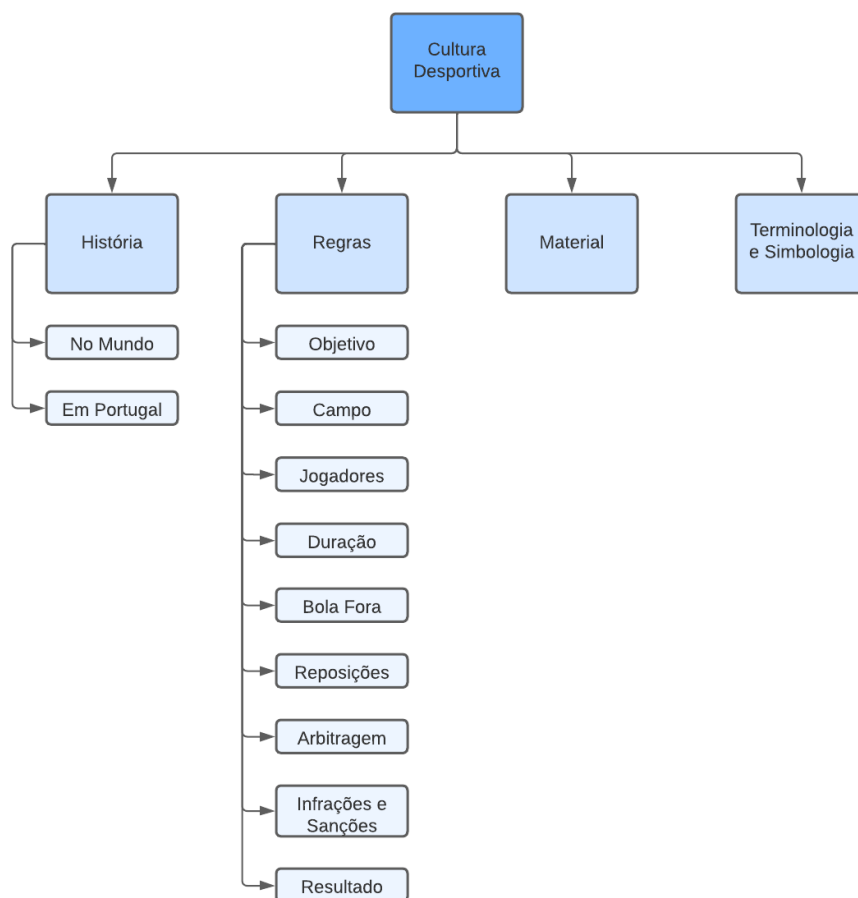 Cultura
Desportiva
História
Regras
Material
Terminologia
e Simbologia
No Mundo
Em Portugal
Objetivo
Campo
Jogadores
Duração
Bola Fora
Reposições
Arbitragem
Infrações e
Sanções
Resultado